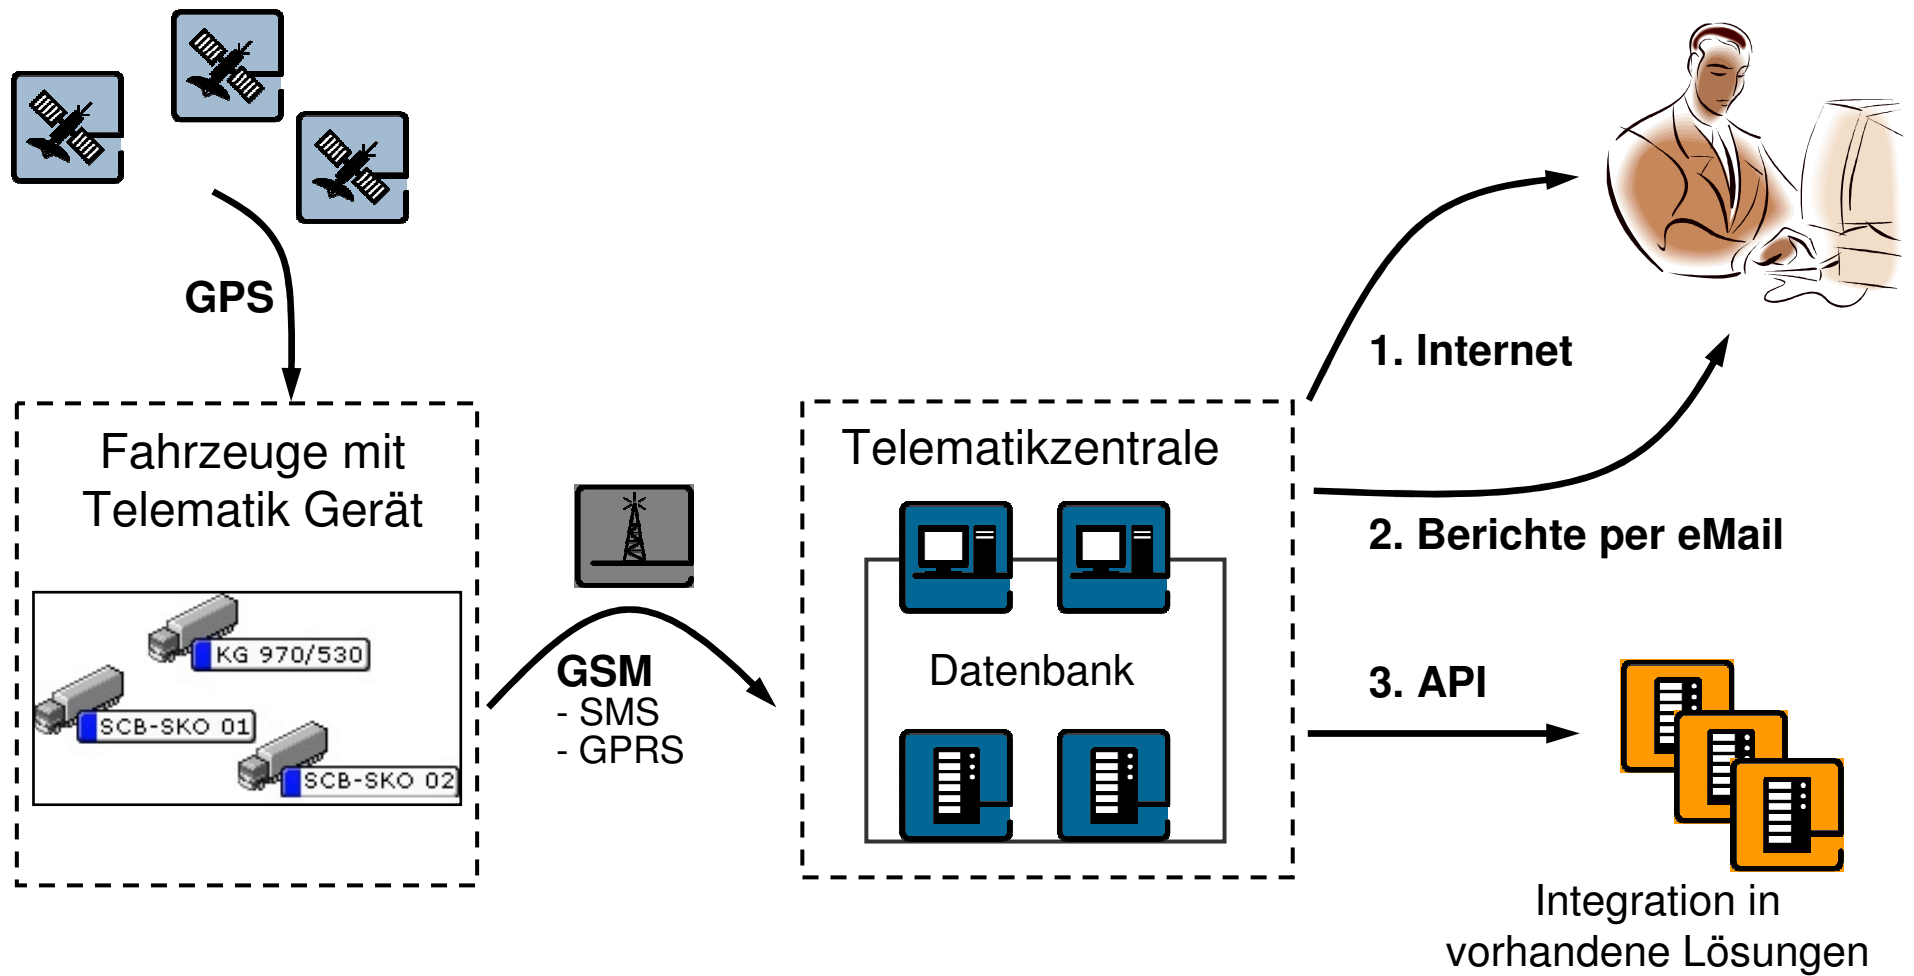 GPS
Fahrzeuge mit
Telematik Gerät
KG 970/530
SCB-SKO 01
SCB-SKO 02
GSM
- SMS
- GPRS
Telematikzentrale
Datenbank
1. Internet
2. Berichte per eMail
3. API
Integration in
vorhandene Lösungen